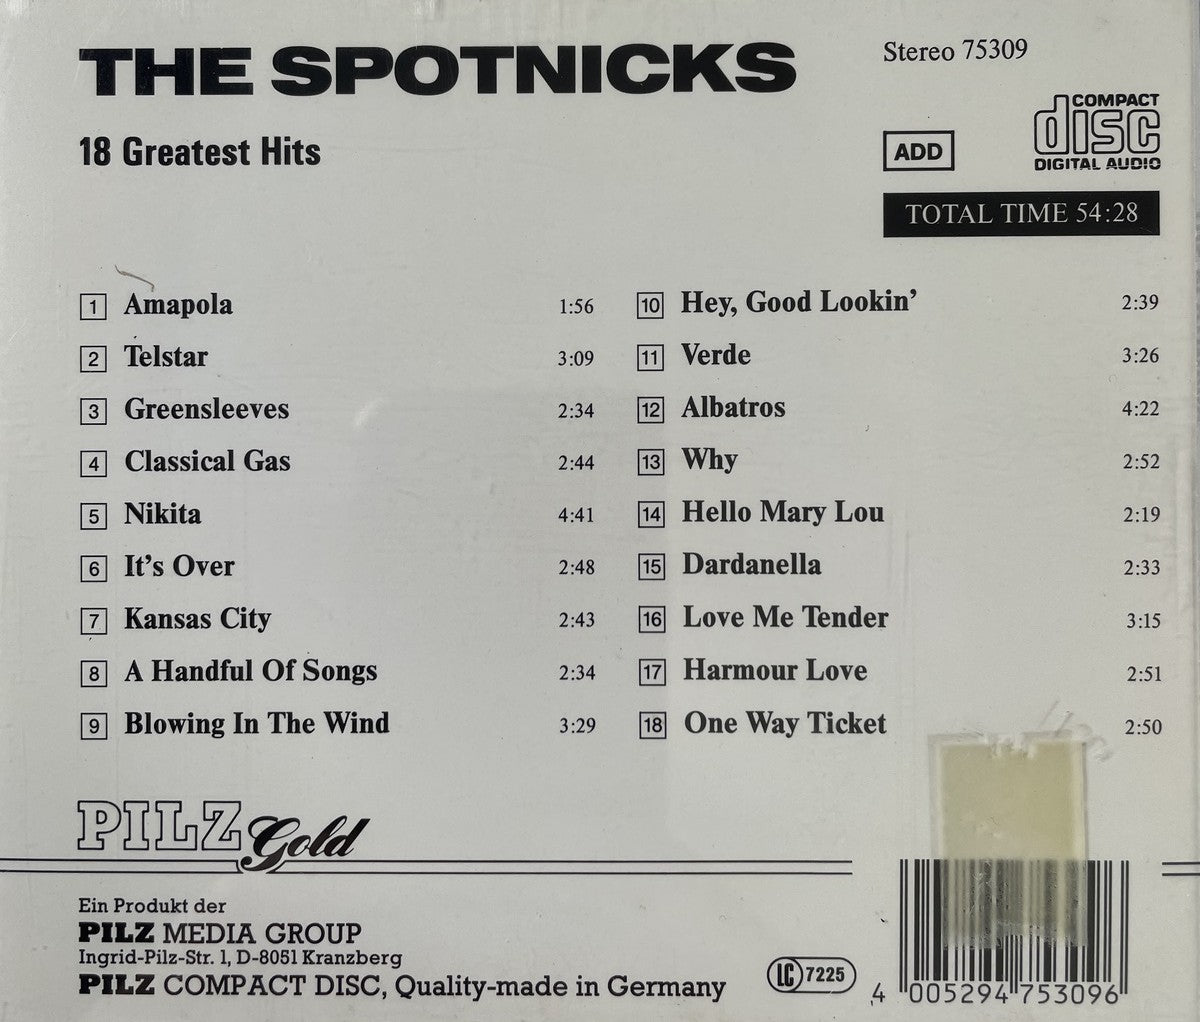 THE SPOTNICKS
Stereo 75309
18 Greatest Hits
ADD
COMPACT
disc
DIGITAL AUDIO
TOTAL TIME 54:28
1 Amapola 1:56
2 Telstar 3:09
3 Greensleeves 2:34
4 Classical Gas 2:44
5 Nikita 4:41
6 It's Over 2:48
7 Kansas City 2:43
8 A Handful Of Songs 2:34
9 Blowing In The Wind 3:29
10 Hey, Good Lookin' 2:39
11 Verde 3:26
12 Albatros 4:22
13 Why 2:52
14 Hello Mary Lou 2:19
15 Dardanella 2:33
16 Love Me Tender 3:15
17 Harmour Love 2:51
18 One Way Ticket 2:50
PILZ Gold
Ein Produkt der
PILZ MEDIA GROUP
Ingrid-Pilz-Str. 1, D-8051 Kranzberg
PILZ COMPACT DISC, Quality-made in Germany
LC 7225
4 005294 753096